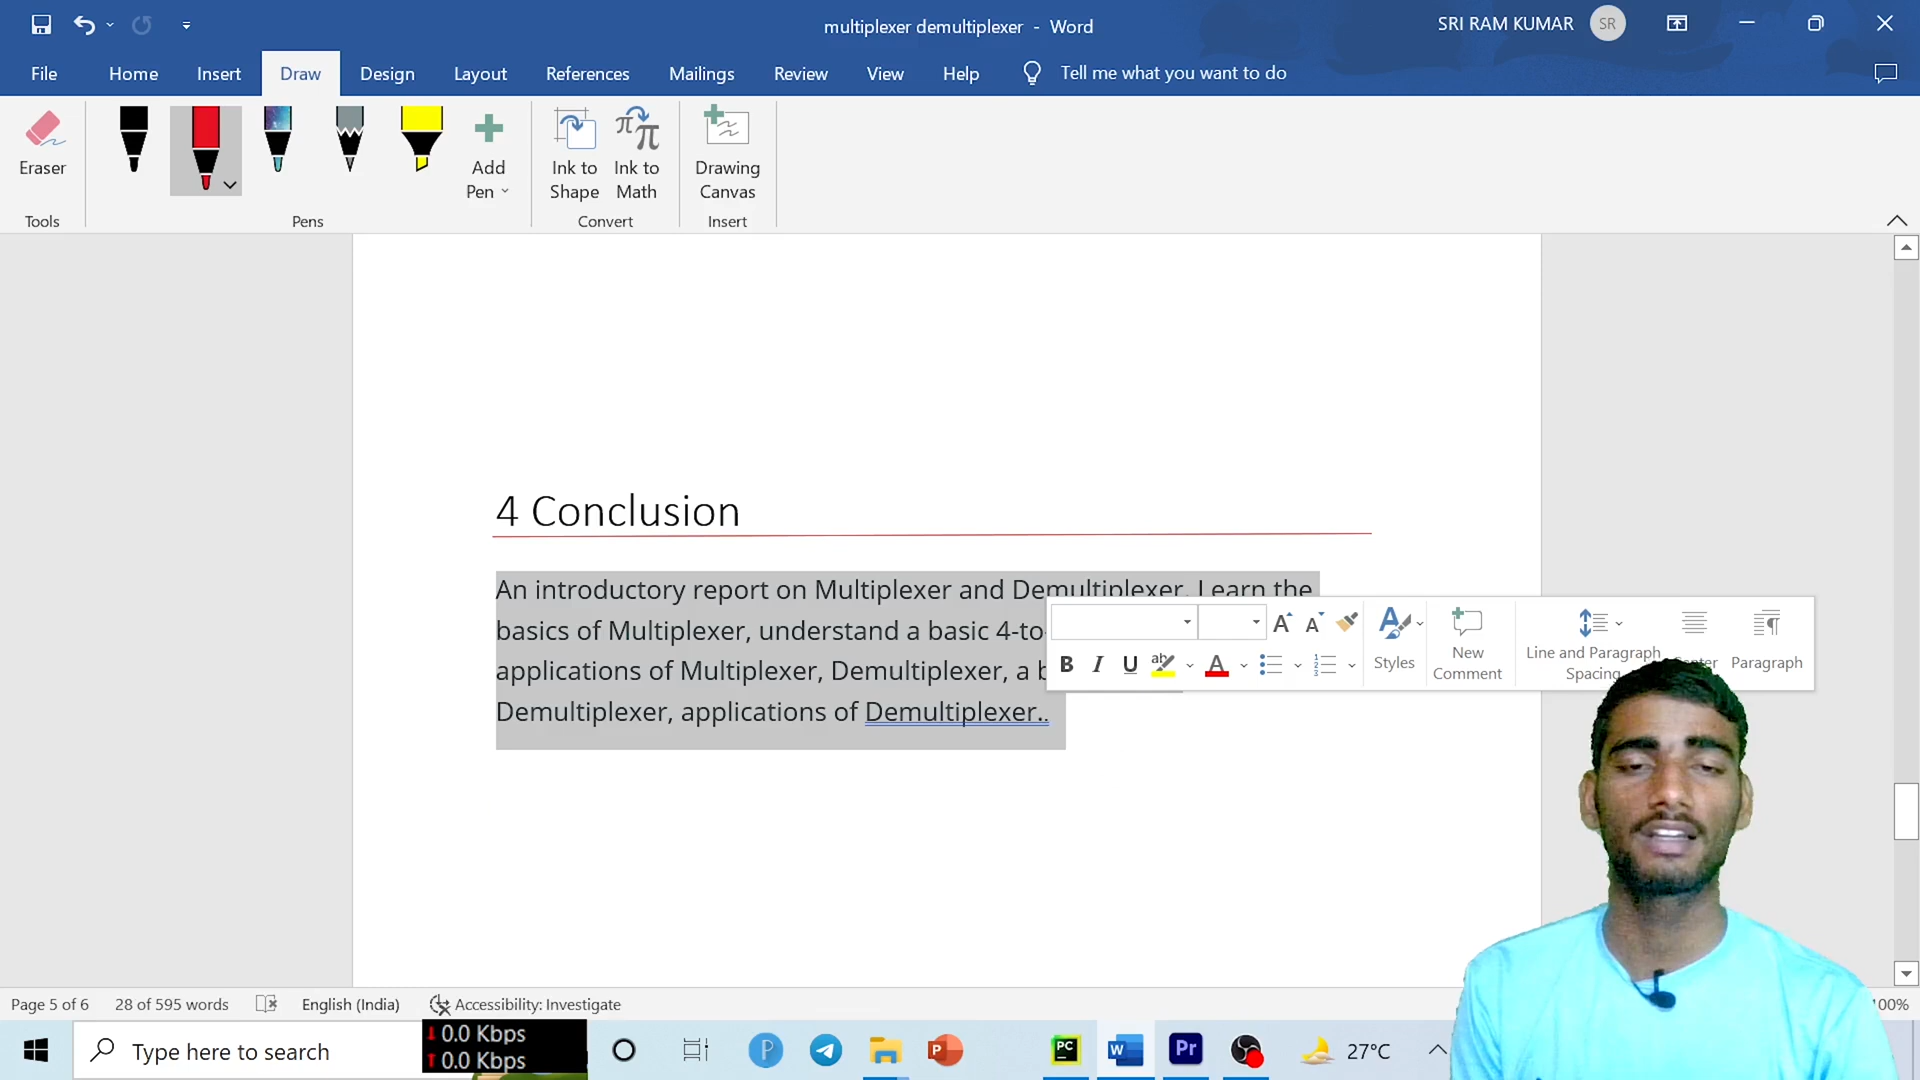 multiplexer demultiplexer - Word
SRI RAM KUMAR SR
File Home Insert Draw Design Layout References Mailings Review View Help Tell me what you want to do
Eraser
Tools
Add
Pen
Pens
Ink to
Shape
Ink to
Math
Convert
Drawing
Canvas
Insert
4 Conclusion
An introductory report on Multiplexer and Demultiplexer. Learn the
basics of Multiplexer, understand a basic 4-to-
applications of Multiplexer, Demultiplexer, a b
Demultiplexer, applications of Demultiplexer..
Styles
New
Comment
Line and Paragraph
Spacing
Paragraph
Page 5 of 6 28 of 595 words English (India) Accessibility: Investigate 100%
Type here to search
0.0 Kbps
0.0 Kbps
PC
W
Pr
27°C